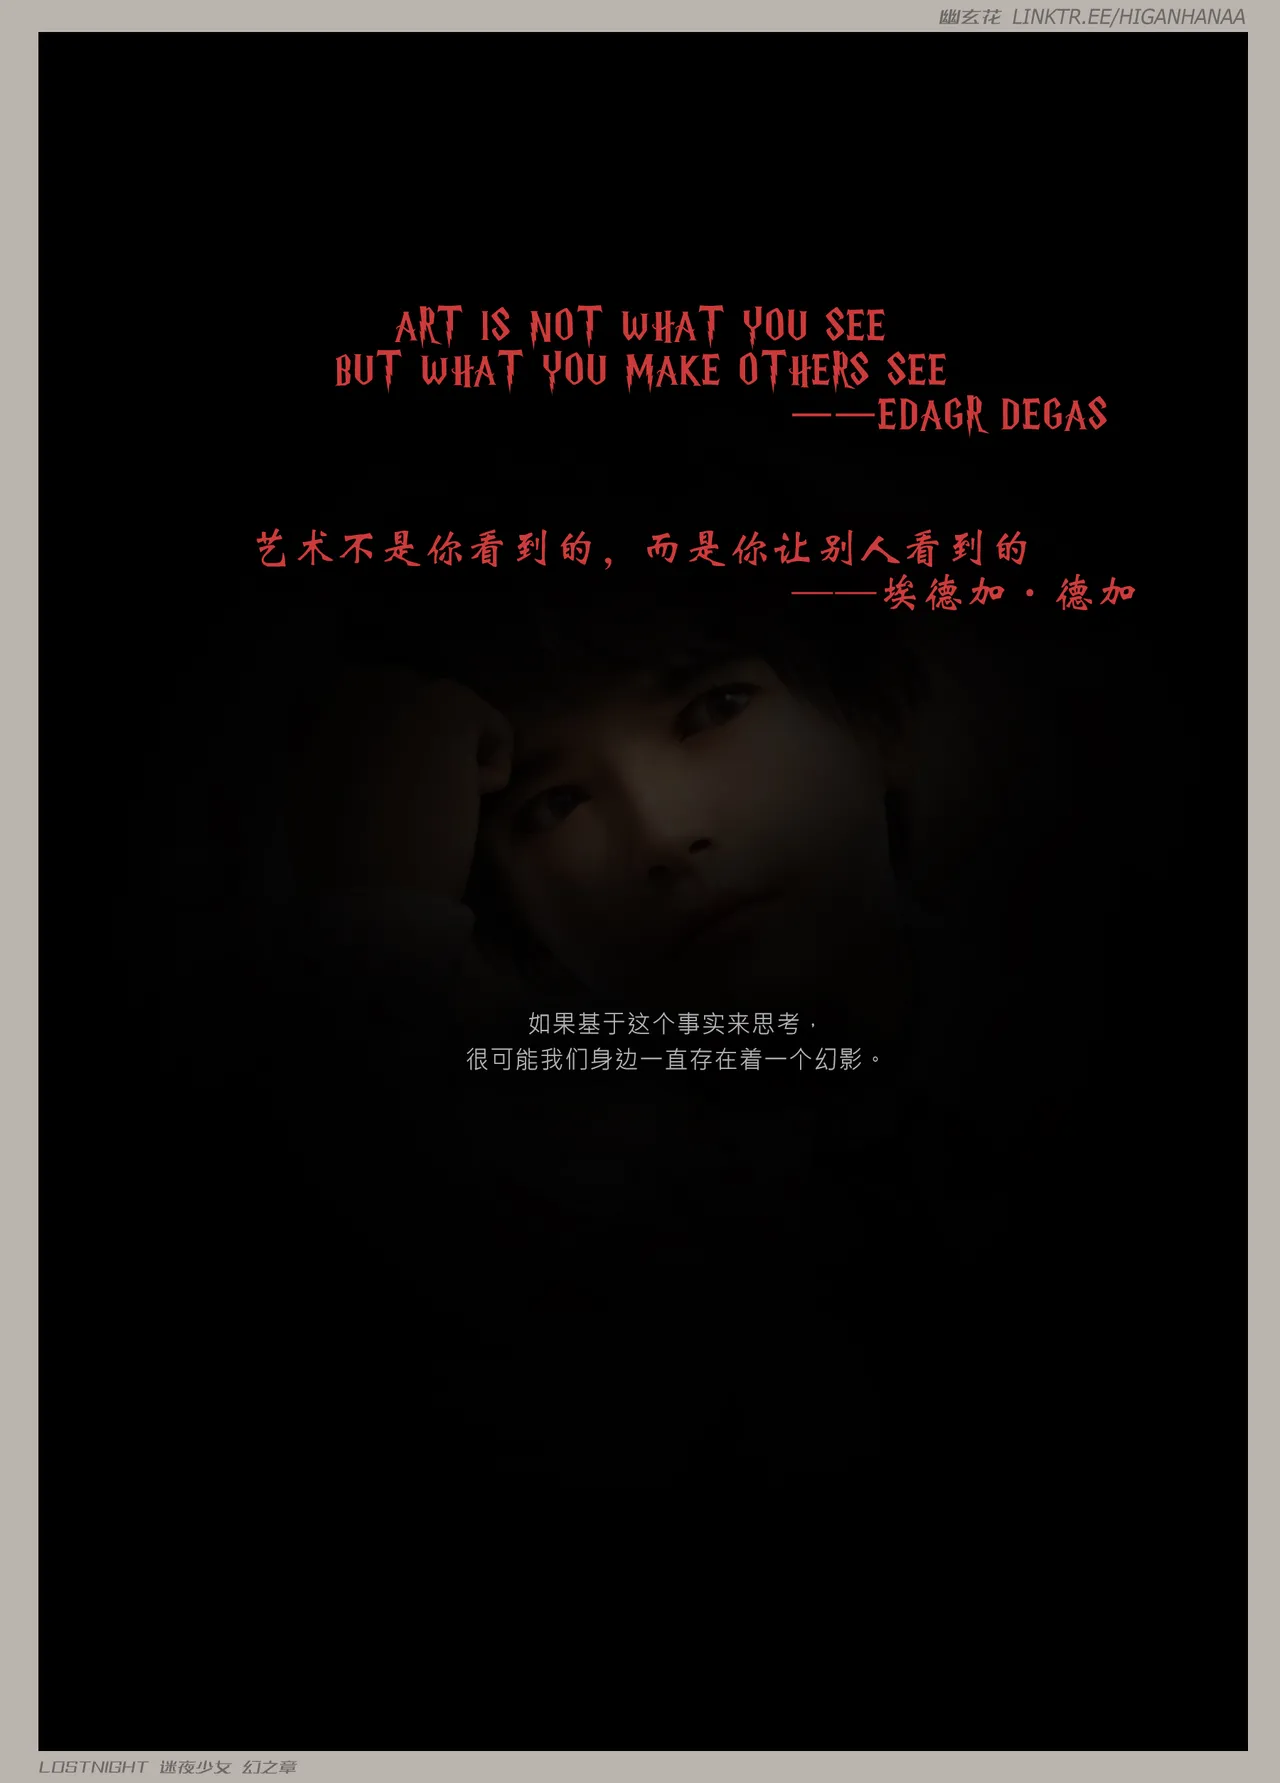 幽玄花 LINKTR.EE/HIGANHANAA
ART IS NOT WHAT YOU SEE
BUT WHAT YOU MAKE OTHERS SEE
——EDAGR DEGAS
艺术不是你看到的，而是你让别人看到的
——埃德加·德加
如果基于这个事实来思考，
很可能我们身边一直存在着一个幻影。
LOSTNIGHT 迷夜少女 幻之章